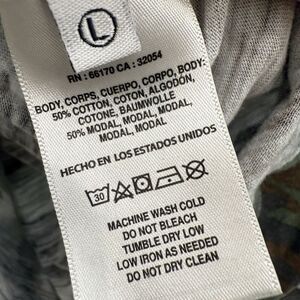 L
RN : 66170 CA : 32054
BODY, CORPS, CUERPO, CORPO, BODY:
50% COTTON, COTON, ALGODON,
COTONE, BAUMWOLLE
50% MODAL, MODAL, MODAL,
MODAL, MODAL
HECHO EN LOS ESTADOS UNIDOS
30
MACHINE WASH COLD
DO NOT BLEACH
TUMBLE DRY LOW
LOW IRON AS NEEDED
DO NOT DRY CLEAN